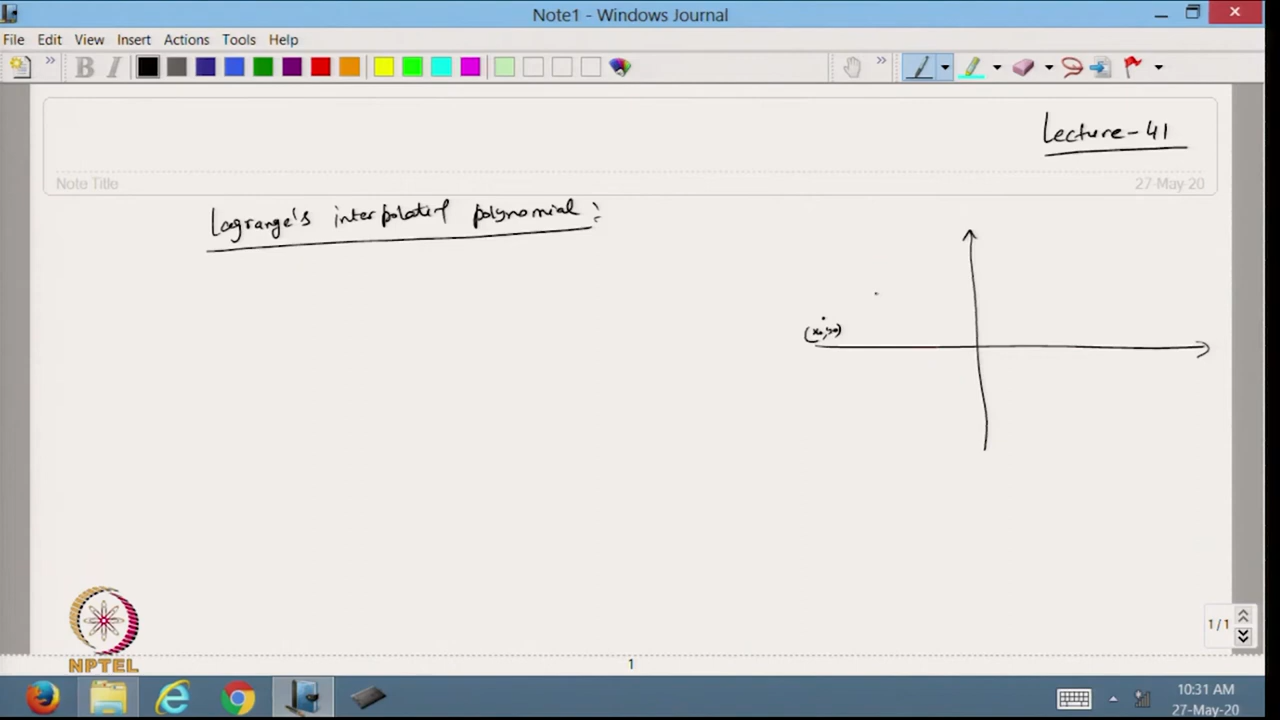 Note1 - Windows Journal
File Edit View Insert Actions Tools Help
B I
Lecture-41
Note Title
27-May-20
Lagrange's interpolating polynomial:
(x₀,y₀)
1/1
NPTEL
1
10:31 AM
27-May-20